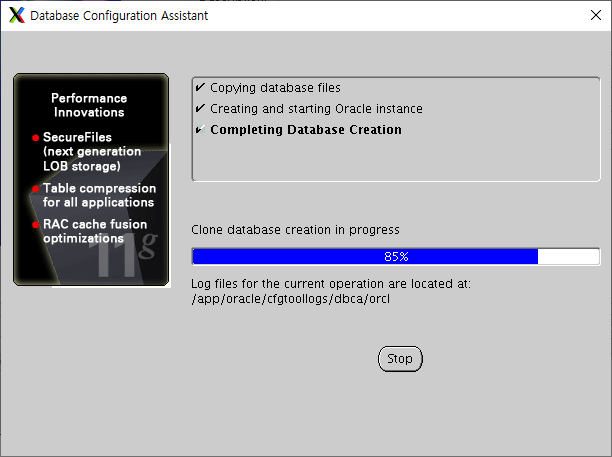 Database Configuration Assistant
Performance
Innovations
SecureFiles
(next generation
LOB storage)
Table compression
for all applications
RAC cache fusion
optimizations
11g
Copying database files
Creating and starting Oracle instance
Completing Database Creation
Clone database creation in progress
85%
Log files for the current operation are located at:
/app/oracle/cfgtoollogs/dbca/orcl
Stop